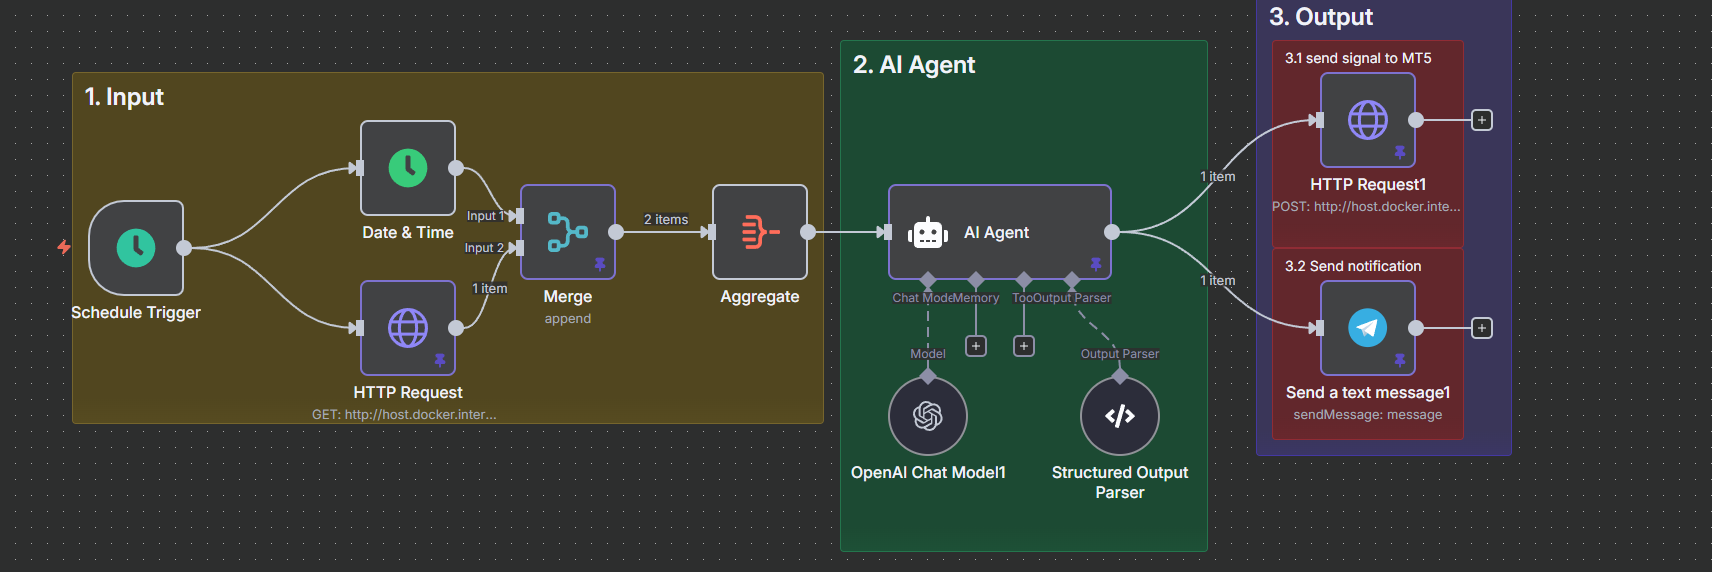 1. Input
Schedule Trigger
Date & Time
HTTP Request
GET: http://host.docker.inter...
Input 1
Input 2
1 item
Merge
append
2 items
Aggregate
2. AI Agent
AI Agent
Chat Mode
Memory
Too
Output Parser
Model
Output Parser
OpenAI Chat Model1
Structured Output
Parser
1 item
1 item
3. Output
3.1 send signal to MT5
HTTP Request1
POST: http://host.docker.inte...
3.2 Send notification
Send a text message1
sendMessage: message